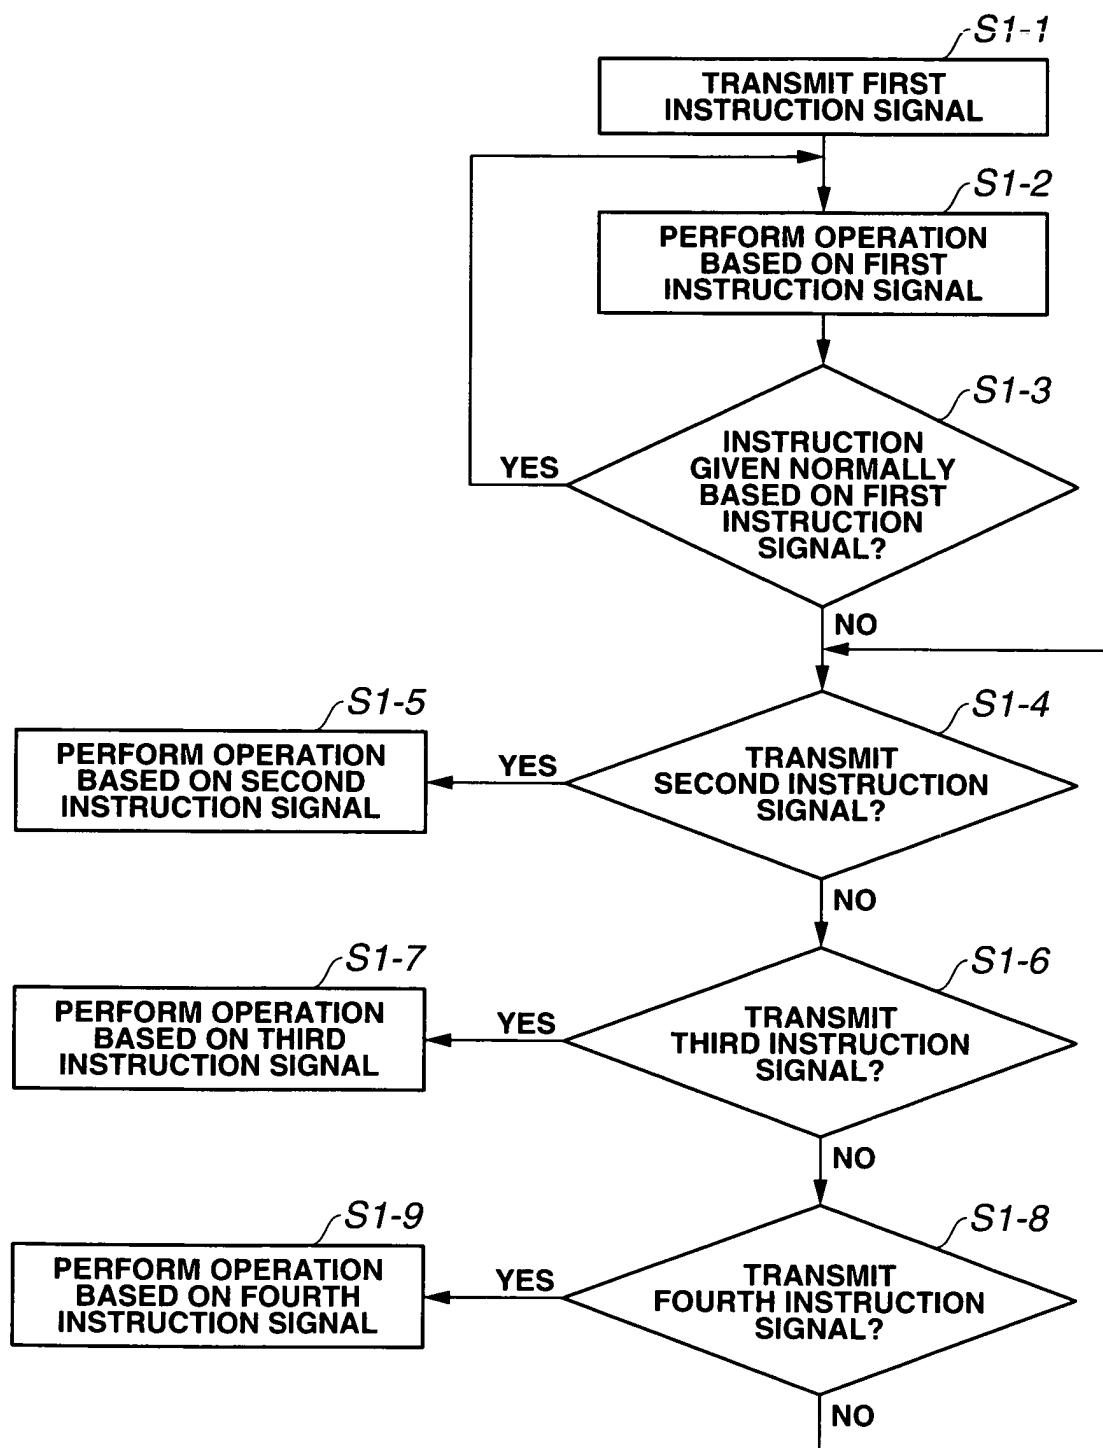 S1-1
TRANSMIT FIRST
INSTRUCTION SIGNAL
S1-2
PERFORM OPERATION
BASED ON FIRST
INSTRUCTION SIGNAL
S1-3
INSTRUCTION
GIVEN NORMALLY
BASED ON FIRST
INSTRUCTION
SIGNAL?
YES
NO
S1-4
TRANSMIT
SECOND INSTRUCTION
SIGNAL?
YES
S1-5
PERFORM OPERATION
BASED ON SECOND
INSTRUCTION SIGNAL
NO
S1-6
TRANSMIT
THIRD INSTRUCTION
SIGNAL?
YES
S1-7
PERFORM OPERATION
BASED ON THIRD
INSTRUCTION SIGNAL
NO
S1-8
TRANSMIT
FOURTH INSTRUCTION
SIGNAL?
YES
S1-9
PERFORM OPERATION
BASED ON FOURTH
INSTRUCTION SIGNAL
NO